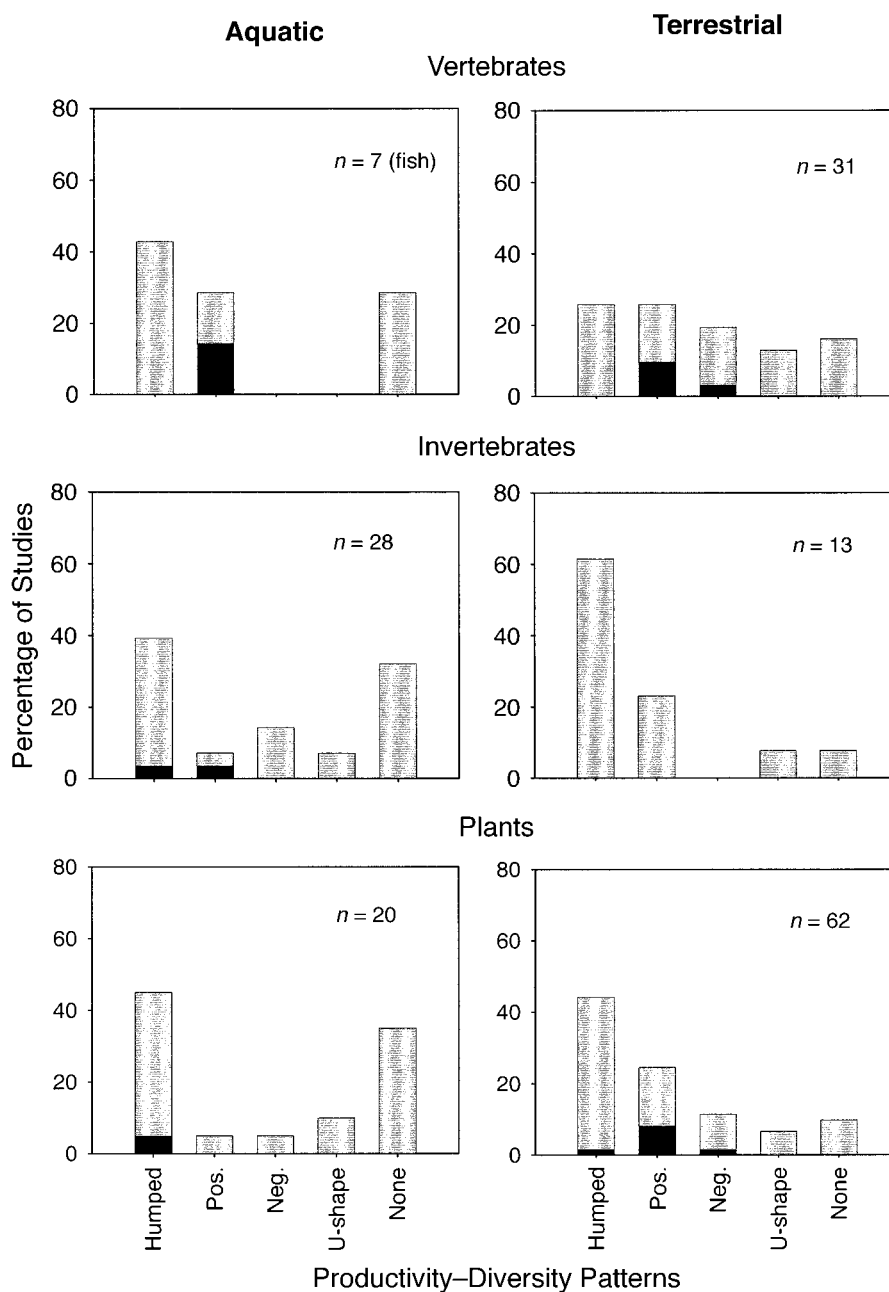 Aquatic
Terrestrial
Vertebrates
80
60
40
20
0
n = 7 (fish)
80
60
40
20
0
n = 31
Invertebrates
80
60
40
20
0
n = 28
80
60
40
20
0
n = 13
Plants
80
60
40
20
0
n = 20
80
60
40
20
0
n = 62
Percentage of Studies
Humped
Pos.
Neg.
U-shape
None
Humped
Pos.
Neg.
U-shape
None
Productivity–Diversity Patterns